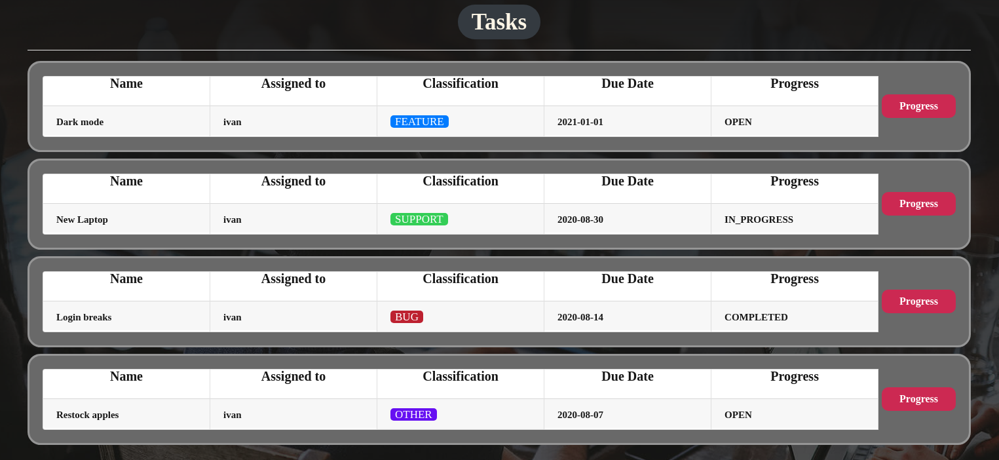 Tasks
Name Assigned to Classification Due Date Progress
Progress
Dark mode ivan FEATURE 2021-01-01 OPEN
Name Assigned to Classification Due Date Progress
Progress
New Laptop ivan SUPPORT 2020-08-30 IN_PROGRESS
Name Assigned to Classification Due Date Progress
Progress
Login breaks ivan BUG 2020-08-14 COMPLETED
Name Assigned to Classification Due Date Progress
Progress
Restock apples ivan OTHER 2020-08-07 OPEN